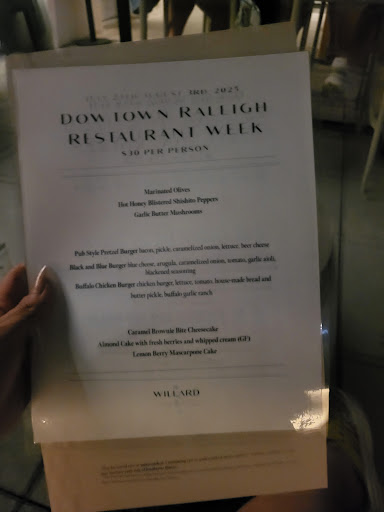 AUGUST 3RD, 2025
DOWNTOWN RALEIGH
RESTAURANT WEEK
$30 PER PERSON
Marinated Olives
Hot Honey Blistered Shishito Peppers
Garlic Butter Mushrooms
Pub Style Pretzel Burger bacon, pickle, caramelized onion, lettuce, beer cheese
Black and Blue Burger blue cheese, arugula, caramelized onion, tomato, garlic aioli,
blackened seasoning
Buffalo Chicken Burger chicken burger, lettuce, tomato, house-made bread and
butter pickle, buffalo garlic ranch
Caramel Brownie Bite Cheesecake
Almond Cake with fresh berries and whipped cream (GF)
Lemon Berry Mascarpone Cake
WILLARD